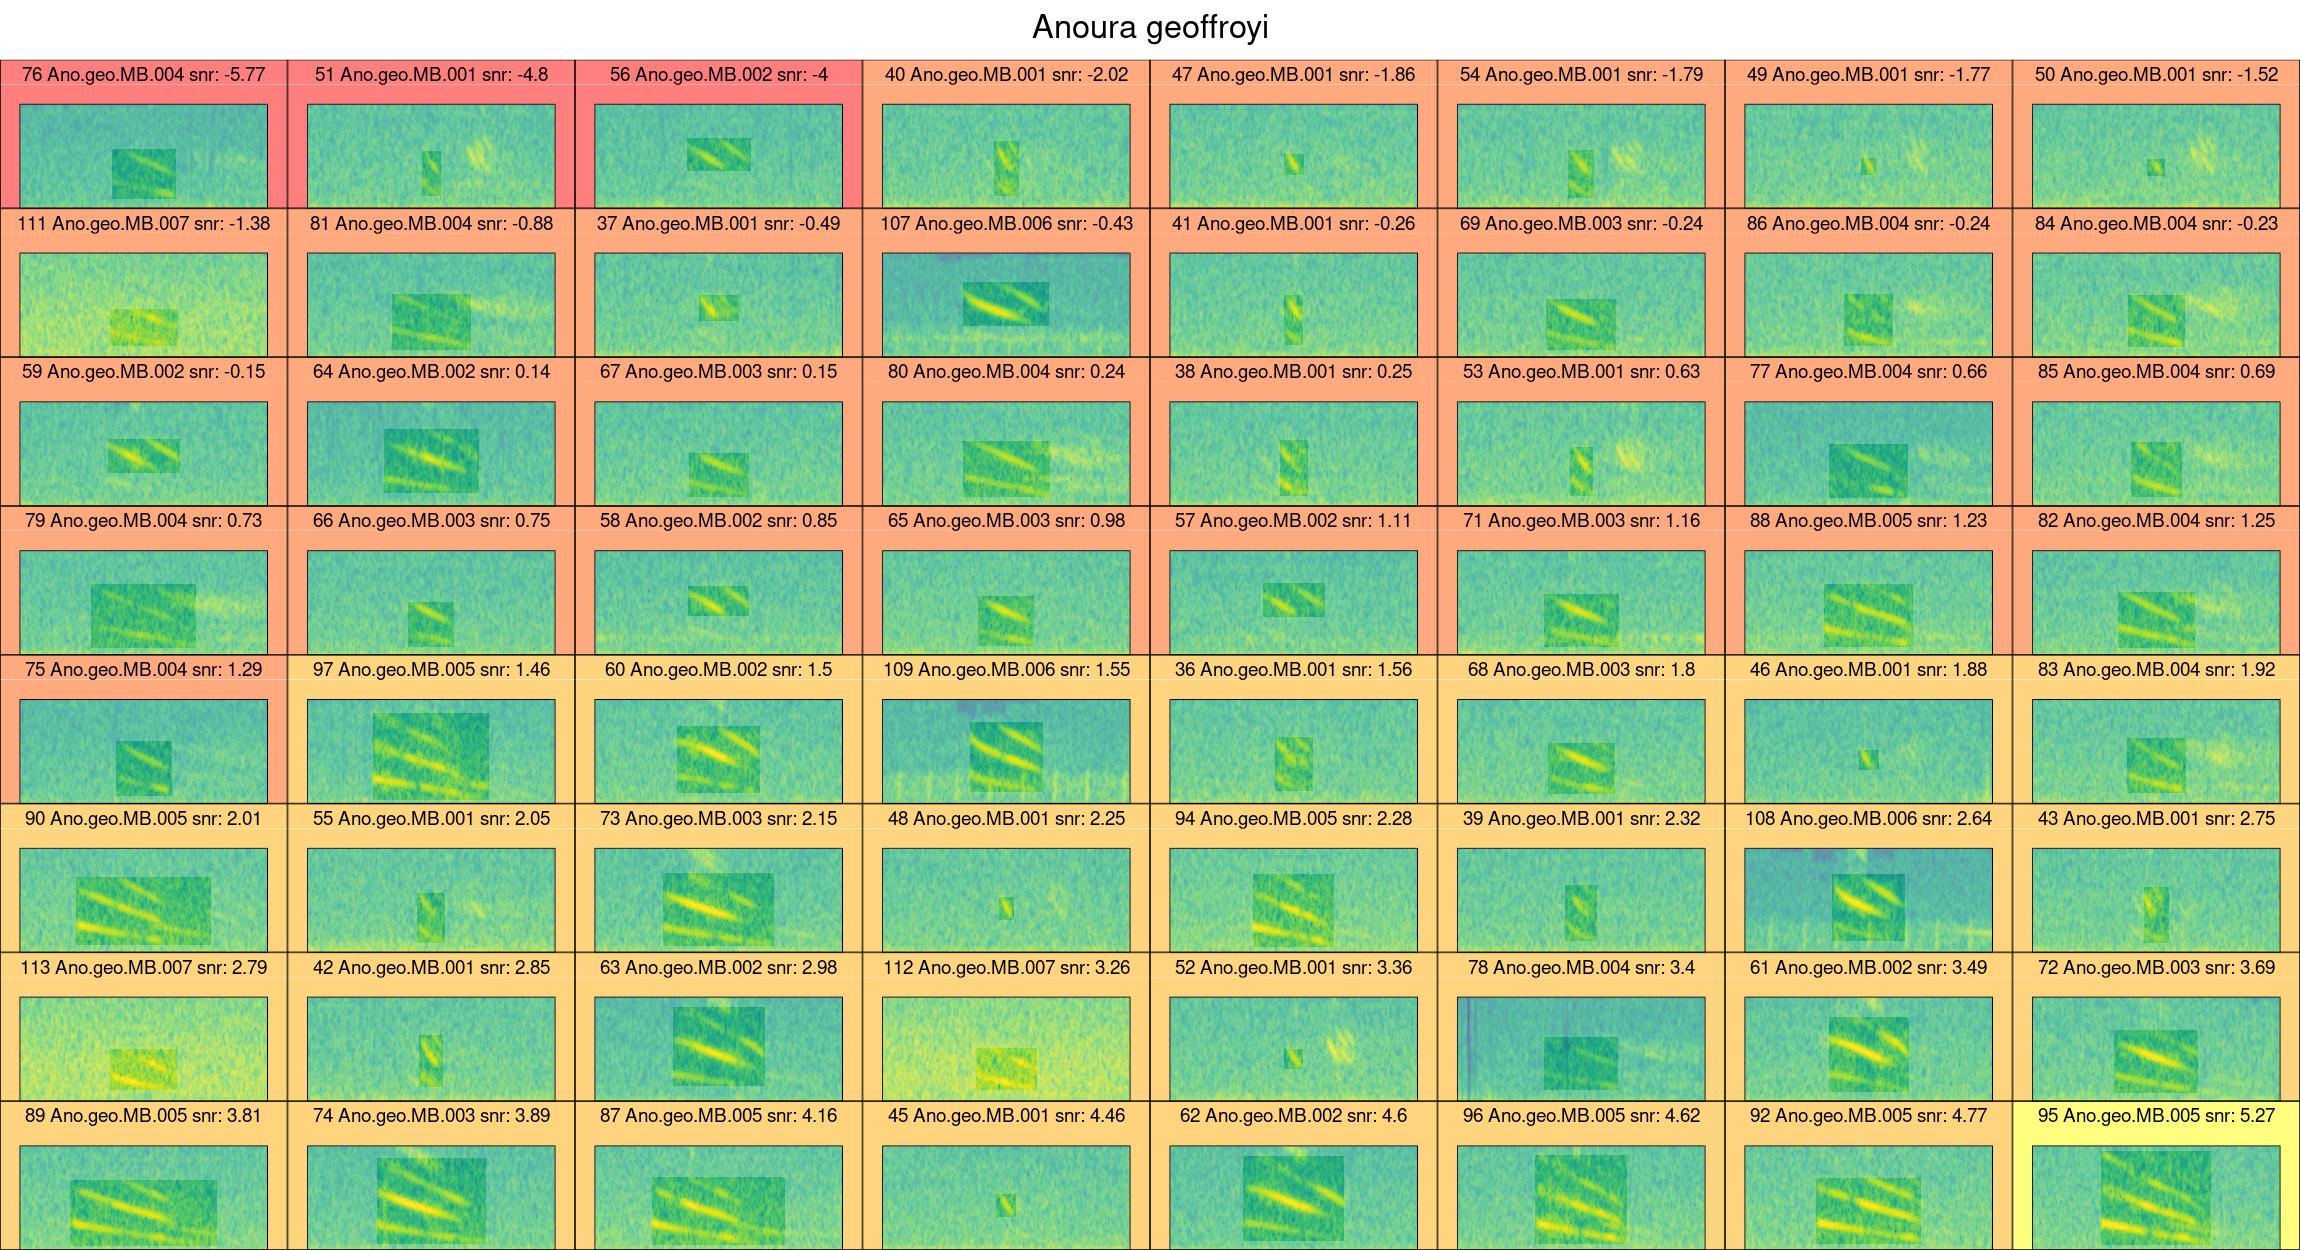 Anoura geoffroyi
76 Ano.geo.MB.004 snr: -5.77
51 Ano.geo.MB.001 snr: -4.8
56 Ano.geo.MB.002 snr: -4
40 Ano.geo.MB.001 snr: -2.02
47 Ano.geo.MB.001 snr: -1.86
54 Ano.geo.MB.001 snr: -1.79
49 Ano.geo.MB.001 snr: -1.77
50 Ano.geo.MB.001 snr: -1.52
111 Ano.geo.MB.007 snr: -1.38
81 Ano.geo.MB.004 snr: -0.88
37 Ano.geo.MB.001 snr: -0.49
107 Ano.geo.MB.006 snr: -0.43
41 Ano.geo.MB.001 snr: -0.26
69 Ano.geo.MB.003 snr: -0.24
86 Ano.geo.MB.004 snr: -0.24
84 Ano.geo.MB.004 snr: -0.23
59 Ano.geo.MB.002 snr: -0.15
64 Ano.geo.MB.002 snr: 0.14
67 Ano.geo.MB.003 snr: 0.15
80 Ano.geo.MB.004 snr: 0.24
38 Ano.geo.MB.001 snr: 0.25
53 Ano.geo.MB.001 snr: 0.63
77 Ano.geo.MB.004 snr: 0.66
85 Ano.geo.MB.004 snr: 0.69
79 Ano.geo.MB.004 snr: 0.73
66 Ano.geo.MB.003 snr: 0.75
58 Ano.geo.MB.002 snr: 0.85
65 Ano.geo.MB.003 snr: 0.98
57 Ano.geo.MB.002 snr: 1.11
71 Ano.geo.MB.003 snr: 1.16
88 Ano.geo.MB.005 snr: 1.23
82 Ano.geo.MB.004 snr: 1.25
75 Ano.geo.MB.004 snr: 1.29
97 Ano.geo.MB.005 snr: 1.46
60 Ano.geo.MB.002 snr: 1.5
109 Ano.geo.MB.006 snr: 1.55
36 Ano.geo.MB.001 snr: 1.56
68 Ano.geo.MB.003 snr: 1.8
46 Ano.geo.MB.001 snr: 1.88
83 Ano.geo.MB.004 snr: 1.92
90 Ano.geo.MB.005 snr: 2.01
55 Ano.geo.MB.001 snr: 2.05
73 Ano.geo.MB.003 snr: 2.15
48 Ano.geo.MB.001 snr: 2.25
94 Ano.geo.MB.005 snr: 2.28
39 Ano.geo.MB.001 snr: 2.32
108 Ano.geo.MB.006 snr: 2.64
43 Ano.geo.MB.001 snr: 2.75
113 Ano.geo.MB.007 snr: 2.79
42 Ano.geo.MB.001 snr: 2.85
63 Ano.geo.MB.002 snr: 2.98
112 Ano.geo.MB.007 snr: 3.26
52 Ano.geo.MB.001 snr: 3.36
78 Ano.geo.MB.004 snr: 3.4
61 Ano.geo.MB.002 snr: 3.49
72 Ano.geo.MB.003 snr: 3.69
89 Ano.geo.MB.005 snr: 3.81
74 Ano.geo.MB.003 snr: 3.89
87 Ano.geo.MB.005 snr: 4.16
45 Ano.geo.MB.001 snr: 4.46
62 Ano.geo.MB.002 snr: 4.6
96 Ano.geo.MB.005 snr: 4.62
92 Ano.geo.MB.005 snr: 4.77
95 Ano.geo.MB.005 snr: 5.27